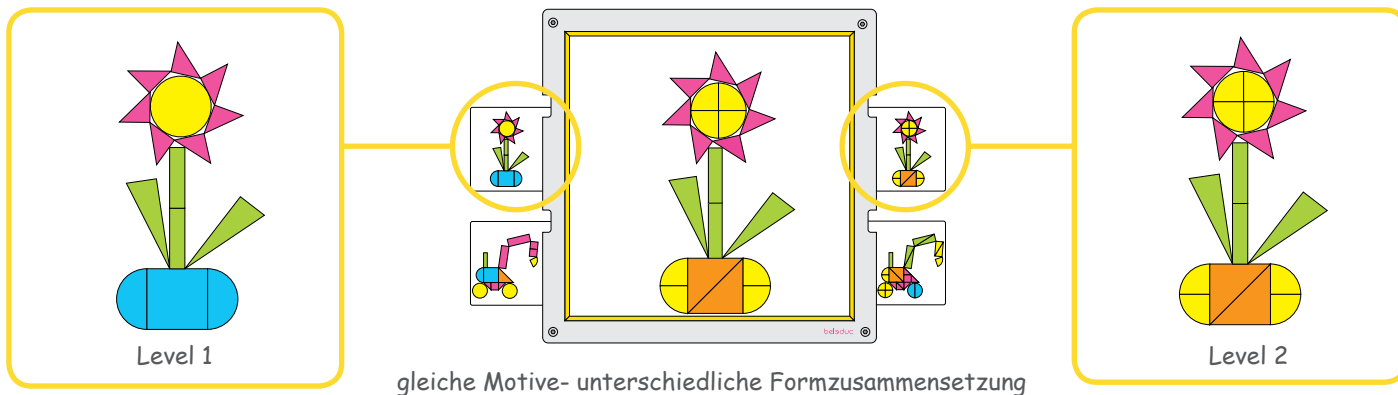 beleduc
Level 1
Level 2
gleiche Motive- unterschiedliche Formzusammensetzung